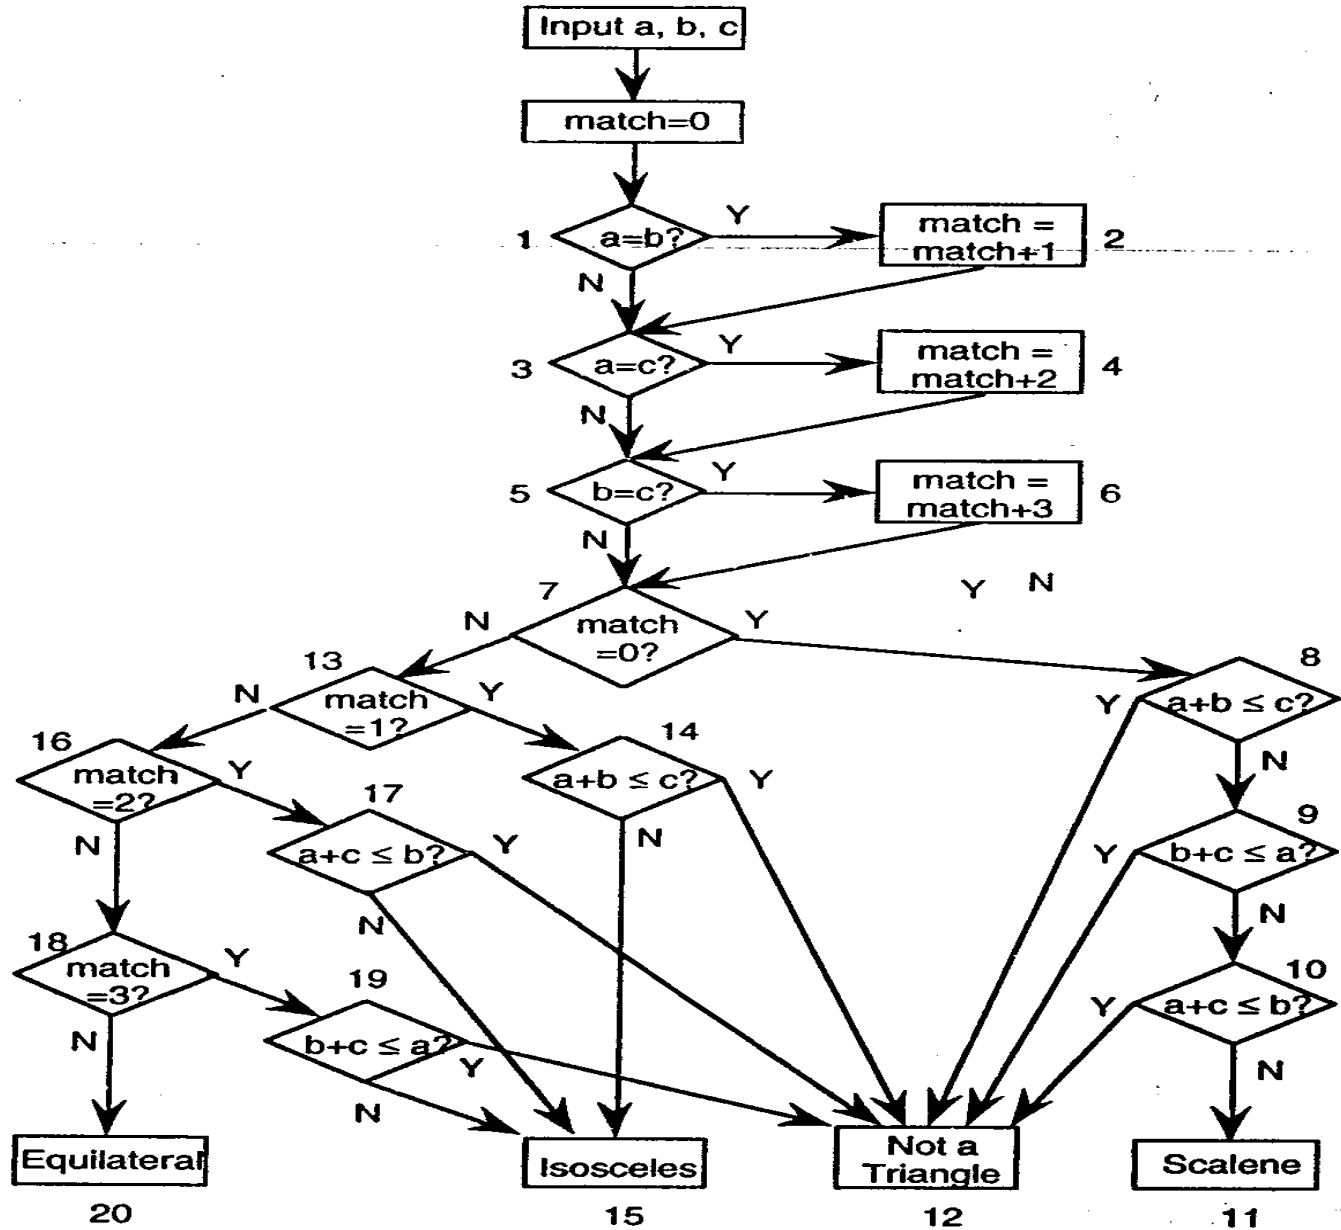 Input a, b, c
match=0
Y
1
a=b?
match =
match+1
2
N
Y
3
a=c?
match =
match+2
4
N
Y
5
b=c?
match =
match+3
6
N
Y N
7
N
match
=0?
Y
13
N
match
=1?
Y
8
Y
a+b ≤ c?
N
16
match
=2?
Y
14
a+b ≤ c?
Y
N
17
a+c ≤ b?
Y
N
N
9
Y
b+c ≤ a?
N
18
match
=3?
Y
N
19
b+c ≤ a?
Y
N
10
Y
a+c ≤ b?
N
Equilateral
Isosceles
Not a
Triangle
Scalene
20
15
12
11